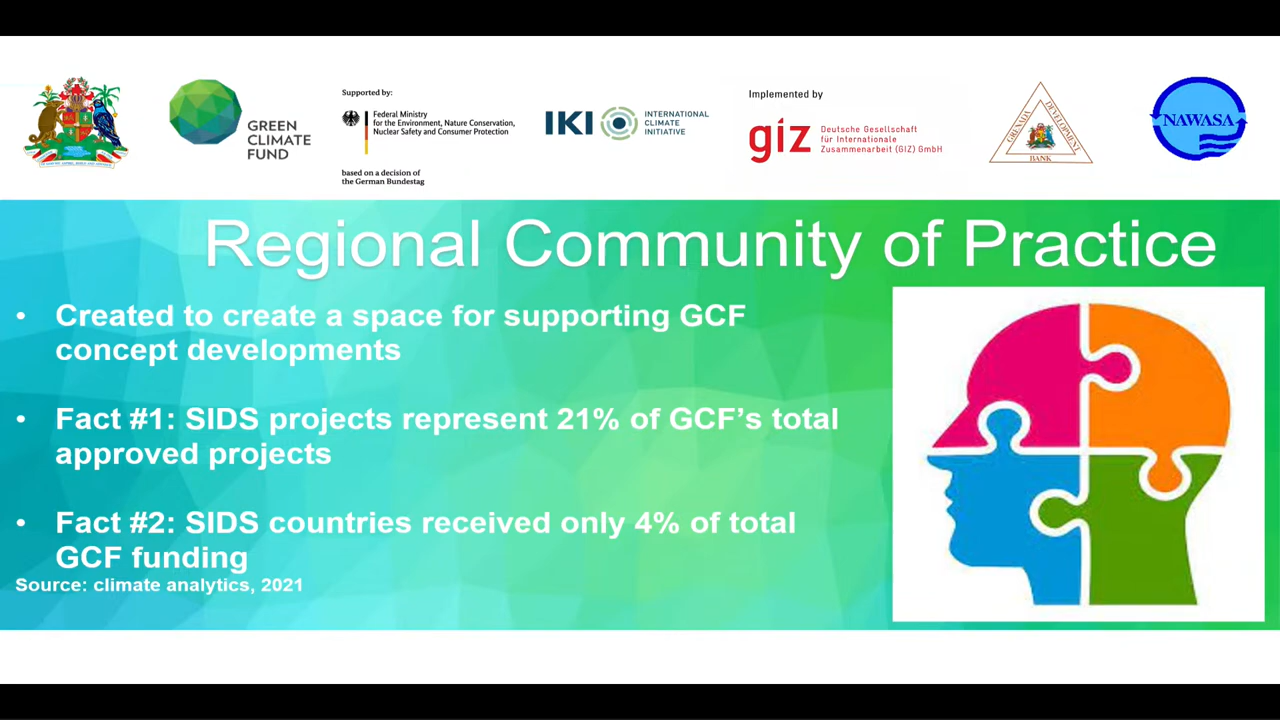 GREEN
CLIMATE
FUND
Supported by:
Federal Ministry
for the Environment, Nature Conservation,
Nuclear Safety and Consumer Protection
based on a decision of
the German Bundestag
IKI INTERNATIONAL
CLIMATE
INITIATIVE
Implemented by
giz Deutsche Gesellschaft
für Internationale
Zusammenarbeit (GIZ) GmbH
GRENADA DEVELOPMENT
BANK
NAWASA
Regional Community of Practice
• Created to create a space for supporting GCF
concept developments
• Fact #1: SIDS projects represent 21% of GCF’s total
approved projects
• Fact #2: SIDS countries received only 4% of total
GCF funding
Source: climate analytics, 2021